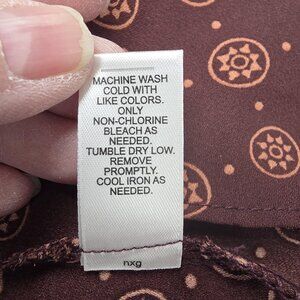 MACHINE WASH
COLD WITH
LIKE COLORS.
ONLY
NON-CHLORINE
BLEACH AS
NEEDED.
TUMBLE DRY LOW.
REMOVE
PROMPTLY.
COOL IRON AS
NEEDED.
nxg